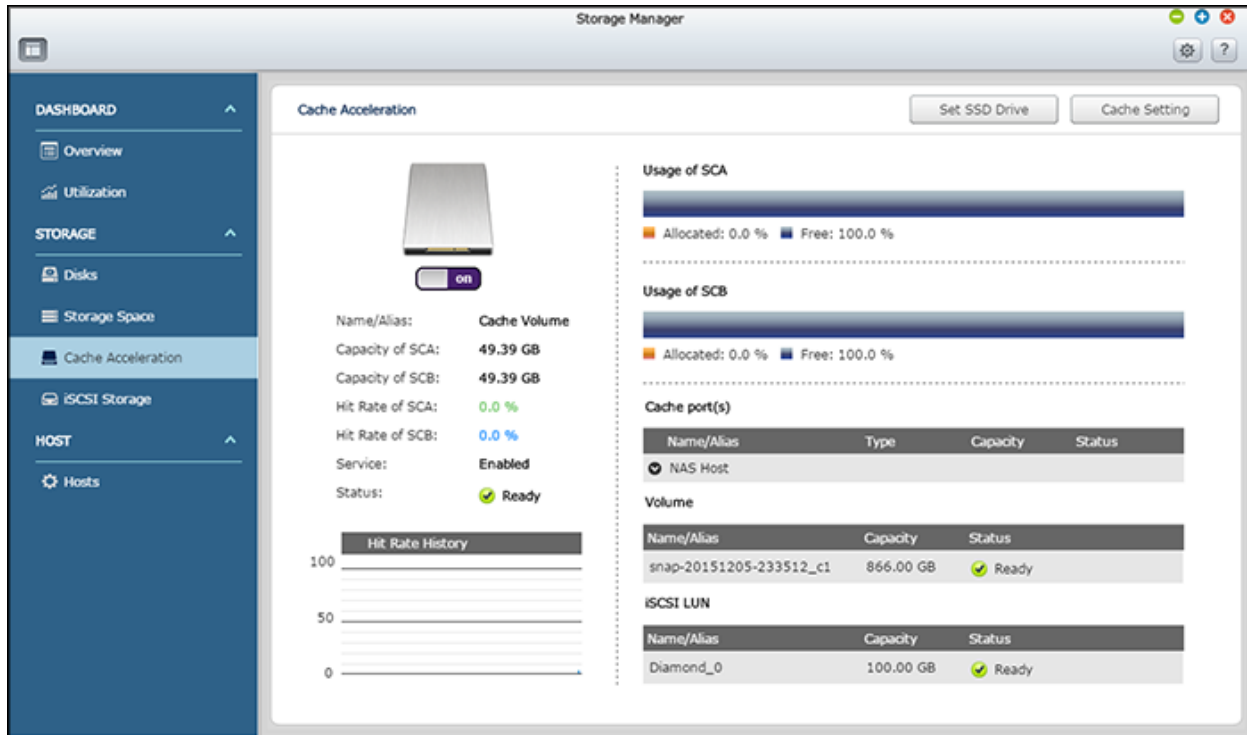 Storage Manager
?
DASHBOARD
Overview
Utilization
STORAGE
Disks
Storage Space
Cache Acceleration
iSCSI Storage
HOST
Hosts
Cache Acceleration
Set SSD Drive
Cache Setting
on
Name/Alias: Cache Volume
Capacity of SCA: 49.39 GB
Capacity of SCB: 49.39 GB
Hit Rate of SCA: 0.0 %
Hit Rate of SCB: 0.0 %
Service: Enabled
Status: Ready
Hit Rate History
100
50
0
Usage of SCA
Allocated: 0.0 % Free: 100.0 %
Usage of SCB
Allocated: 0.0 % Free: 100.0 %
Cache port(s)
Name/Alias Type Capacity Status
NAS Host
Volume
Name/Alias Capacity Status
snap-20151205-233512_c1 866.00 GB Ready
iSCSI LUN
Name/Alias Capacity Status
Diamond_0 100.00 GB Ready